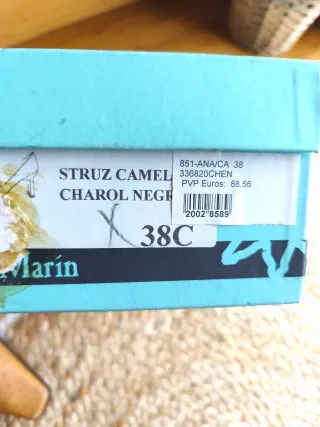 851-ANA/CA 38
336820CHEN
PVP Euros: 86.56
2002 8589
STRUZ CAMEL
CHAROL NEGR
X 38C
Marín